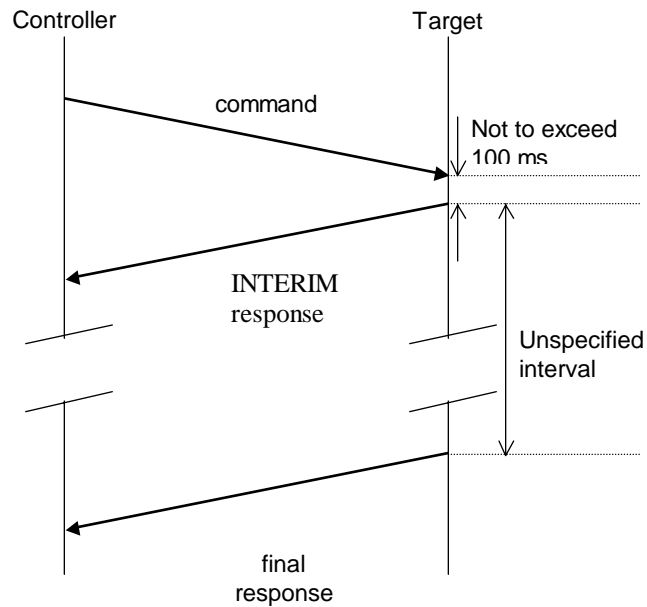 Controller
Target
command
Not to exceed
100 ms
INTERIM
response
Unspecified
interval
final
response